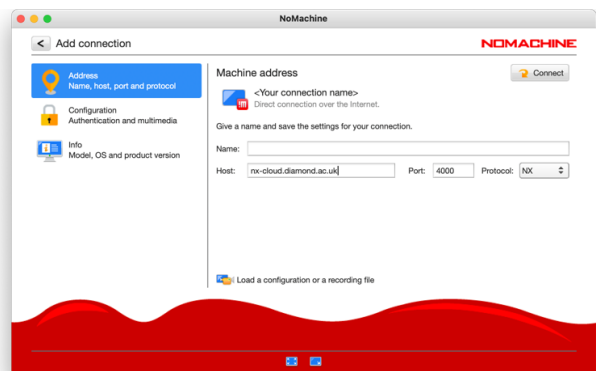 NoMachine
Add connection
NOMACHINE
Address
Name, host, port and protocol
Configuration
Authentication and multimedia
Info
Model, OS and product version
Machine address
Connect
<Your connection name>
Direct connection over the Internet.
Give a name and save the settings for your connection.
Name:
Host: nx-cloud.diamond.ac.uk Port: 4000 Protocol: NX
Load a configuration or a recording file